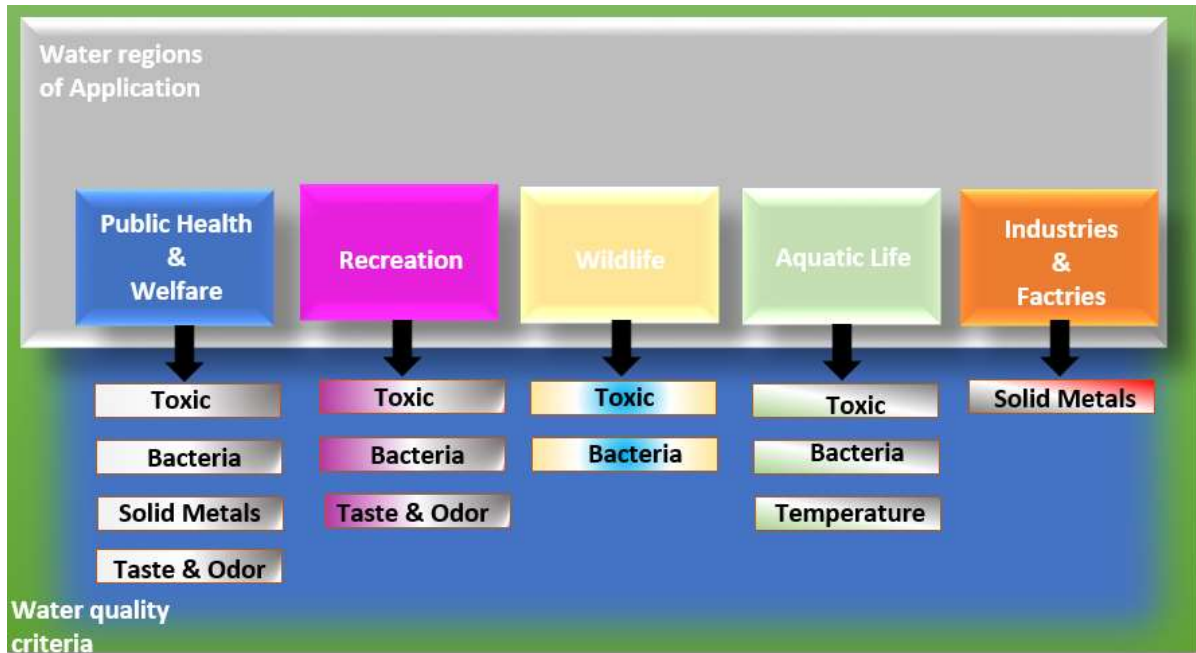 Water regions
of Application
Public Health
&
Welfare
Recreation
Wildlife
Aquatic Life
Industries
&
Factries
Toxic
Bacteria
Solid Metals
Taste & Odor
Toxic
Bacteria
Taste & Odor
Toxic
Bacteria
Toxic
Bacteria
Temperature
Solid Metals
Water quality
criteria